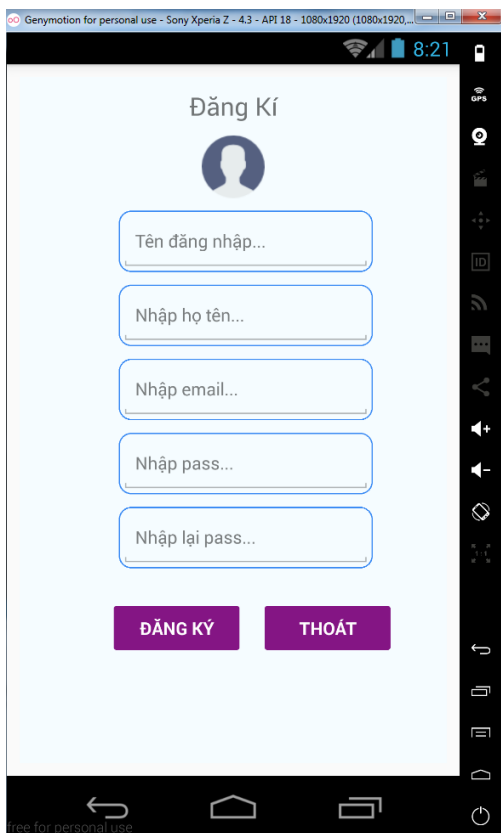 Genymotion for personal use - Sony Xperia Z - 4.3 - API 18 - 1080x1920 (1080x1920,...
8:21
GPS
Đăng Kí
Tên đăng nhập...
Nhập họ tên...
ID
Nhập email...
Nhập pass...
Nhập lại pass...
1:1
ĐĂNG KÝ
THOÁT
free for personal use